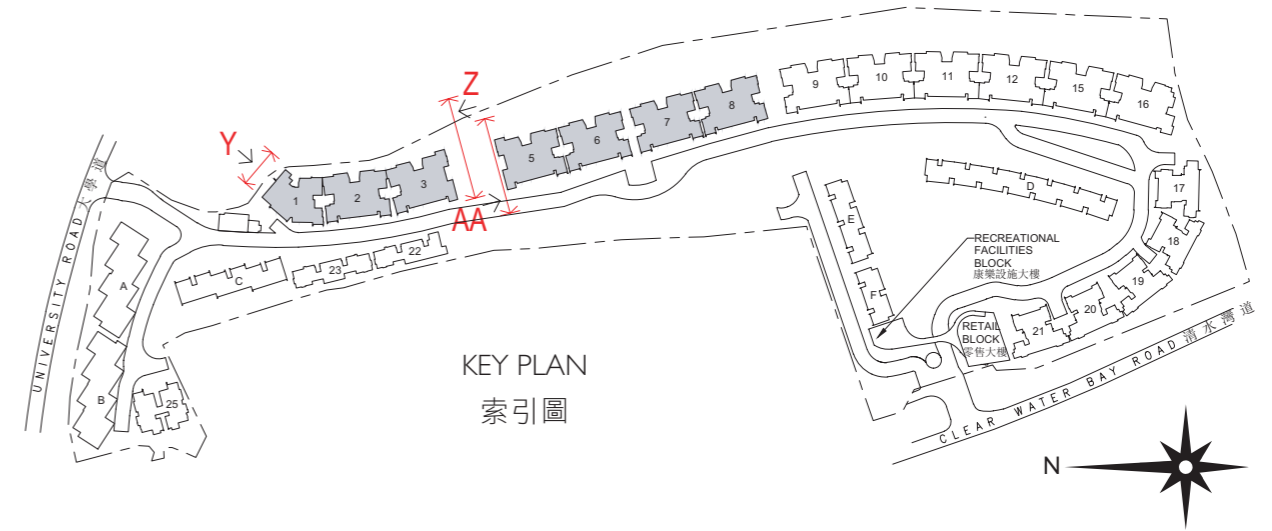 Z
Y
AA
1
2
3
5
6
7
8
9
10
11
12
15
16
17
18
19
20
21
22
23
25
A
B
C
D
E
F
UNIVERSITY ROAD 大學道
RECREATIONAL
FACILITIES
BLOCK
康樂設施大樓
RETAIL
BLOCK
零售大樓
CLEAR WATER BAY ROAD 清水灣道
KEY PLAN
索引圖
N